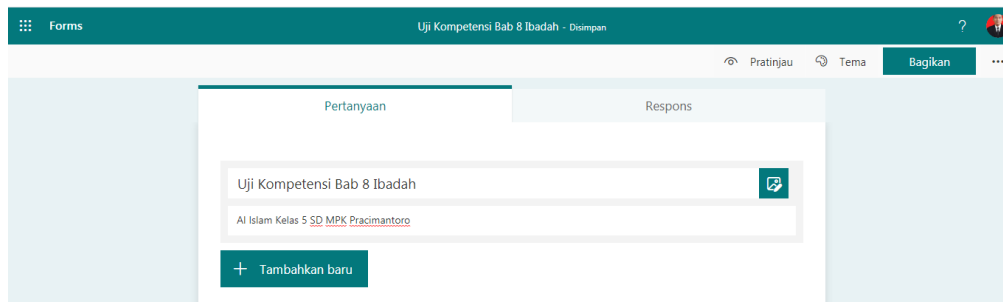 Forms
Uji Kompetensi Bab 8 Ibadah - Disimpan
?
Pratinjau
Tema
Bagikan
...
Pertanyaan
Respons
Uji Kompetensi Bab 8 Ibadah
Al Islam Kelas 5 SD MPK Pracimantoro
+ Tambahkan baru